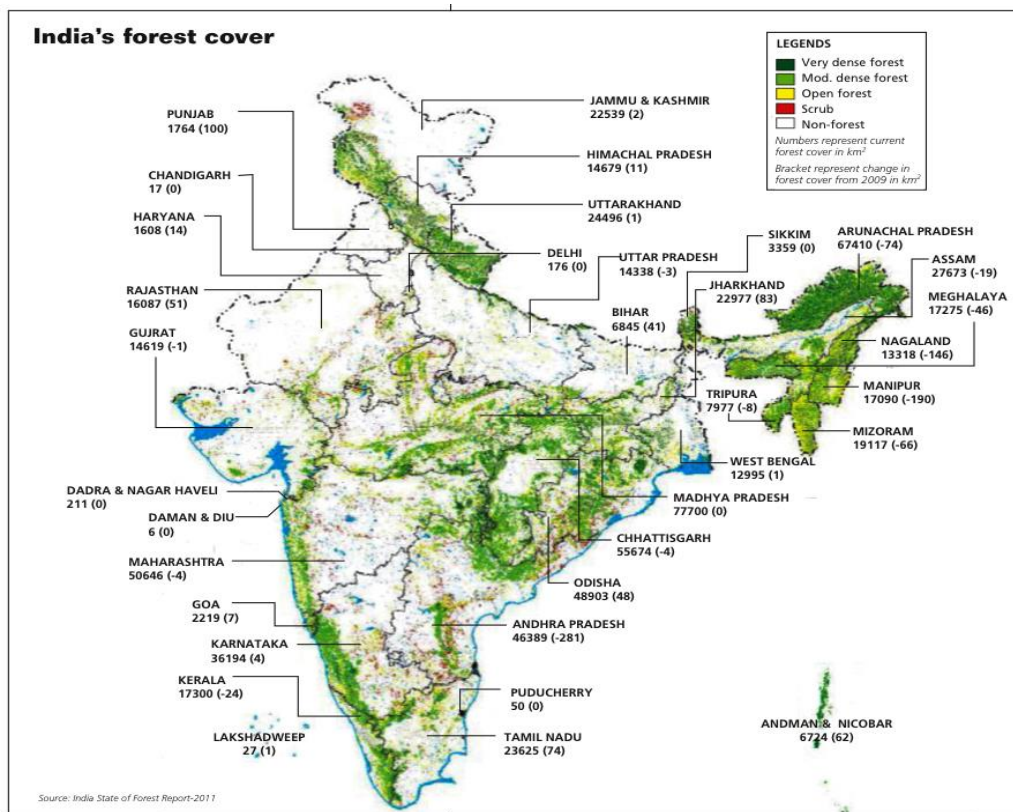 India's forest cover
LEGENDS
Very dense forest
Mod. dense forest
Open forest
Scrub
Non-forest
Numbers represent current
forest cover in km²
Bracket represent change in
forest cover from 2009 in km²
JAMMU & KASHMIR
22539 (2)
PUNJAB
1764 (100)
HIMACHAL PRADESH
14679 (11)
CHANDIGARH
17 (0)
UTTARAKHAND
24496 (1)
HARYANA
1608 (14)
DELHI
176 (0)
UTTAR PRADESH
14338 (-3)
SIKKIM
3359 (0)
ARUNACHAL PRADESH
67410 (-74)
ASSAM
27673 (-19)
RAJASTHAN
16087 (51)
JHARKHAND
22977 (83)
MEGHALAYA
17275 (-46)
GUJRAT
14619 (-1)
BIHAR
6845 (41)
NAGALAND
13318 (-146)
MANIPUR
17090 (-190)
TRIPURA
7977 (-8)
MIZORAM
19117 (-66)
WEST BENGAL
12995 (1)
DADRA & NAGAR HAVELI
211 (0)
MADHYA PRADESH
77700 (0)
DAMAN & DIU
6 (0)
CHHATTISGARH
55674 (-4)
MAHARASHTRA
50646 (-4)
ODISHA
48903 (48)
GOA
2219 (7)
ANDHRA PRADESH
46389 (-281)
KARNATAKA
36194 (4)
KERALA
17300 (-24)
PUDUCHERRY
50 (0)
LAKSHADWEEP
27 (1)
TAMIL NADU
23625 (74)
ANDMAN & NICOBAR
6724 (62)
Source: India State of Forest Report-2011